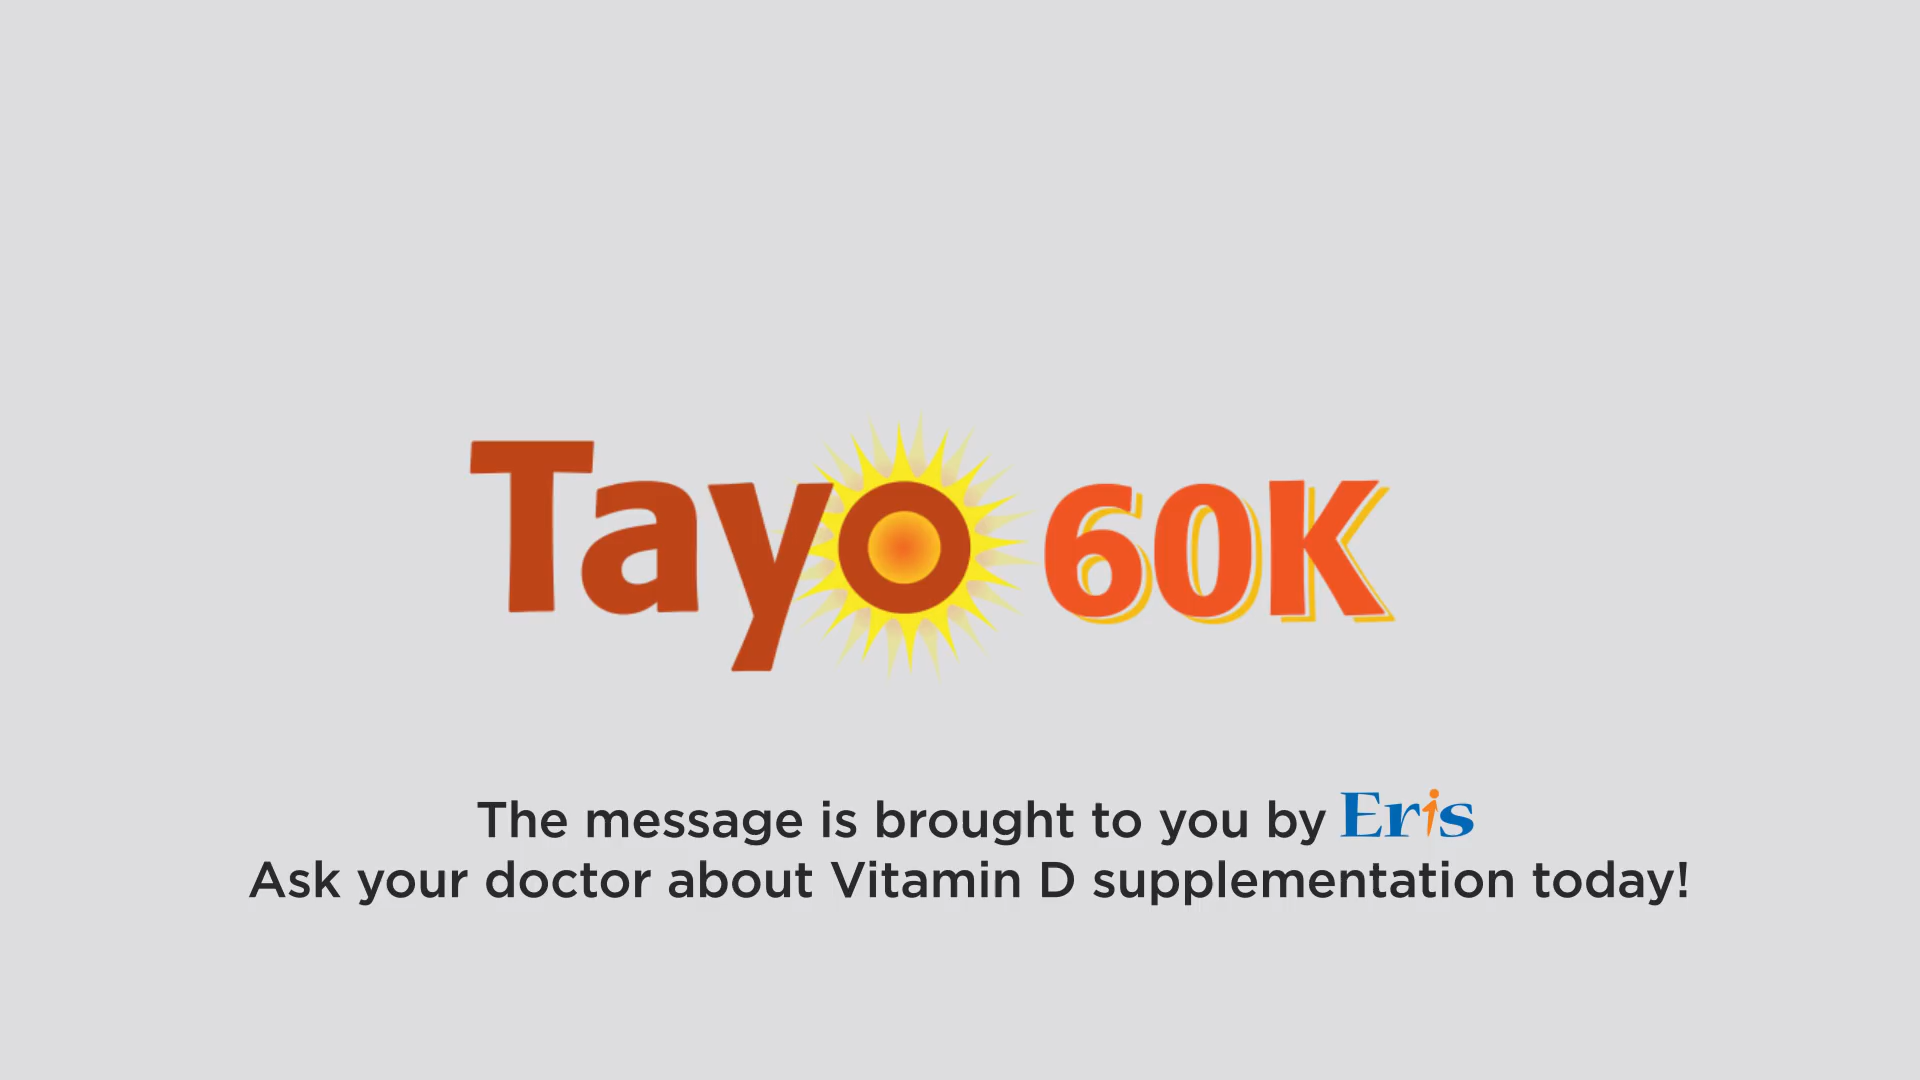 Tayo 60K
The message is brought to you by Eris
Ask your doctor about Vitamin D supplementation today!